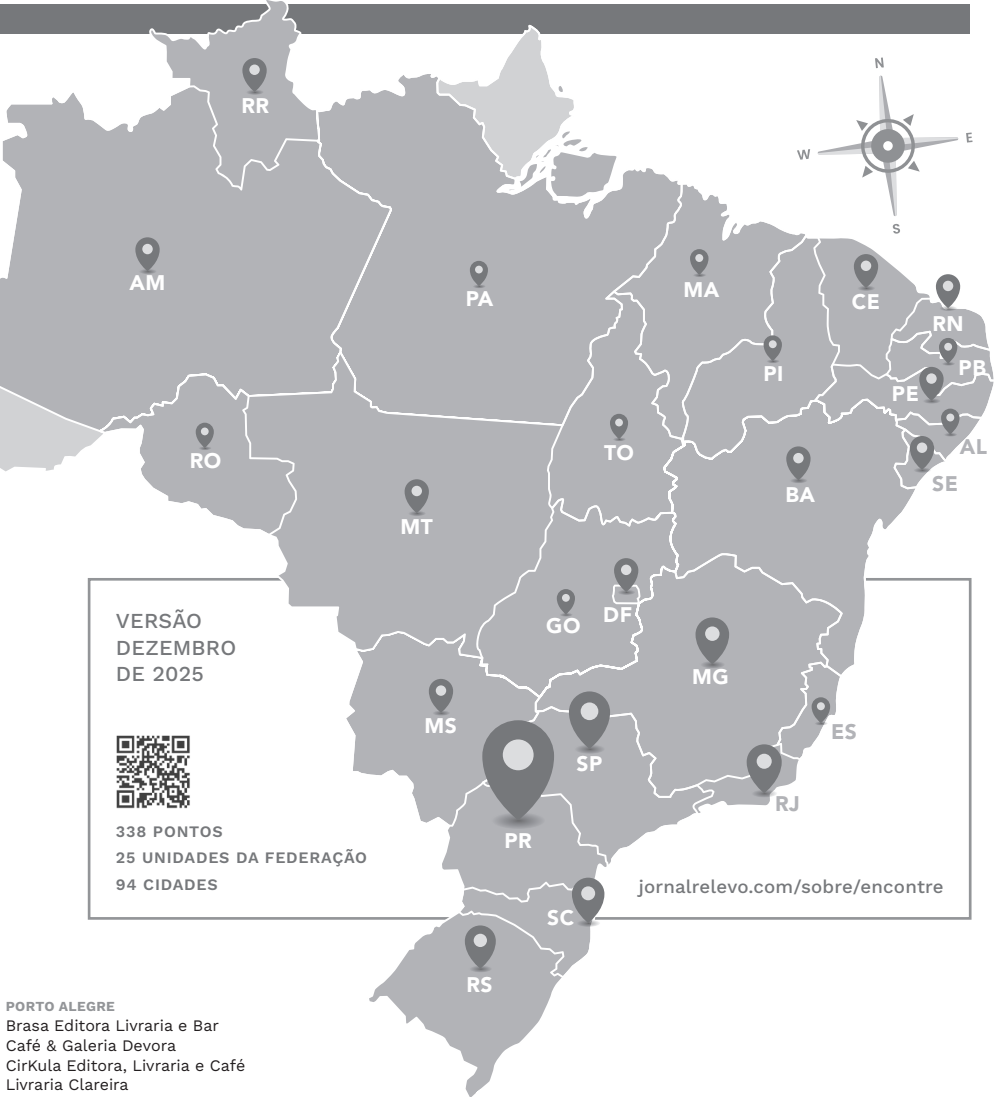 N
W
E
S
RR
AM
PA
MA
CE
RN
PI
PB
PE
AL
RO
TO
SE
BA
MT
GO
DF
MG
MS
ES
SP
RJ
PR
SC
RS
VERSÃO
DEZEMBRO
DE 2025
338 PONTOS
25 UNIDADES DA FEDERAÇÃO
94 CIDADES
jornalrelevo.com/sobre/encontre
PORTO ALEGRE
Brasa Editora Livraria e Bar
Café & Galeria Devora
CirKula Editora, Livraria e Café
Livraria Clareira